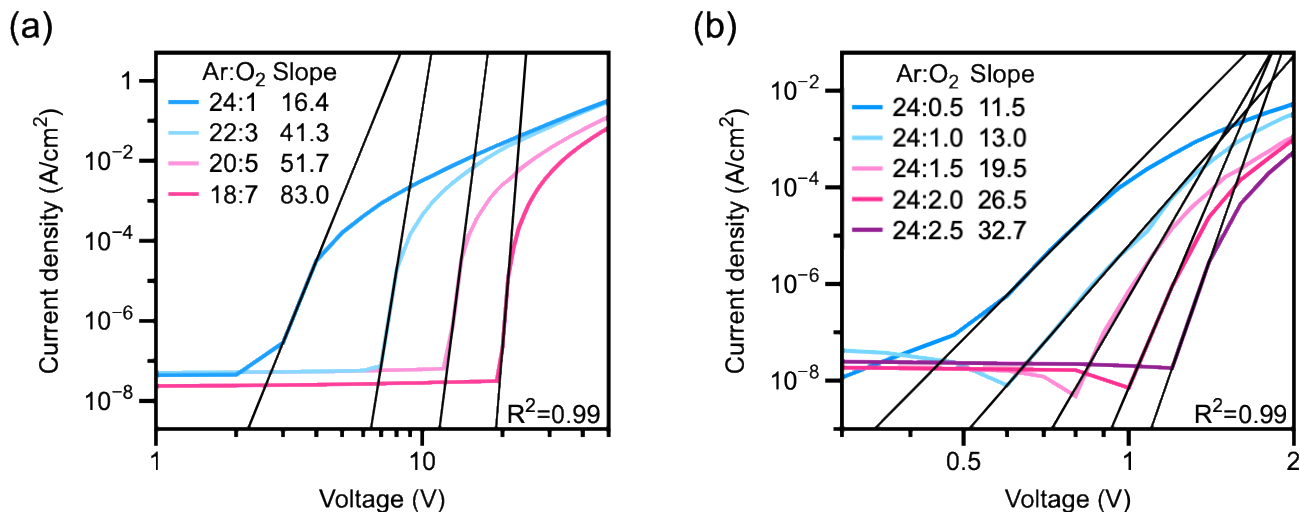 (a)
Current density (A/cm²)
1
10⁻²
10⁻⁴
10⁻⁶
10⁻⁸
Ar:O₂ Slope
24:1 16.4
22:3 41.3
20:5 51.7
18:7 83.0
R²=0.99
1 10
Voltage (V)
(b)
Current density (A/cm²)
10⁻²
10⁻⁴
10⁻⁶
10⁻⁸
Ar:O₂ Slope
24:0.5 11.5
24:1.0 13.0
24:1.5 19.5
24:2.0 26.5
24:2.5 32.7
R²=0.99
0.5 1 2
Voltage (V)